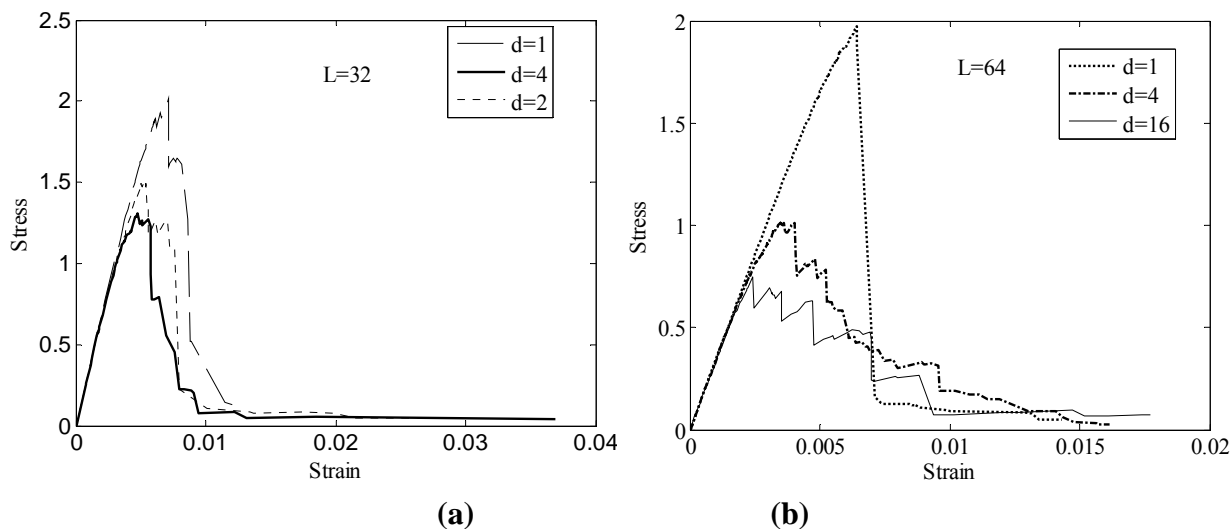 2.5
2
1.5
1
0.5
0
Stress
L=32
d=1
d=4
d=2
0 0.01 0.02 0.03 0.04
Strain
(a)
2
1.5
1
0.5
0
Stress
L=64
d=1
d=4
d=16
0 0.005 0.01 0.015 0.02
Strain
(b)